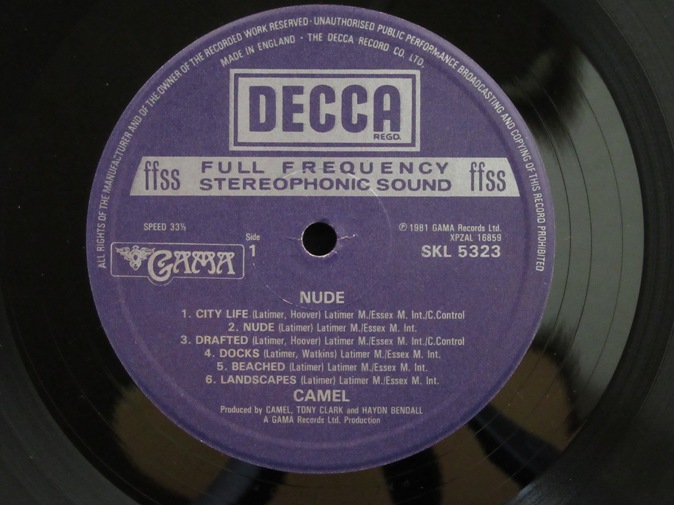 ALL RIGHTS OF THE MANUFACTURER AND OF THE OWNER OF THE RECORDED WORK RESERVED · UNAUTHORISED PUBLIC PERFORMANCE BROADCASTING AND COPYING OF THIS RECORD PROHIBITED
MADE IN ENGLAND · THE DECCA RECORD CO. LTD.
DECCA
REGD.
ffss FULL FREQUENCY ffss
STEREOPHONIC SOUND
SPEED 33⅓
Side
1
℗ 1981 GAMA Records Ltd.
XPZAL 16859
SKL 5323
GAMA
NUDE
1. CITY LIFE (Latimer, Hoover) Latimer M./Essex M. Int./C.Control
2. NUDE (Latimer) Latimer M./Essex M. Int.
3. DRAFTED (Latimer, Hoover) Latimer M./Essex M. Int./C.Control
4. DOCKS (Latimer, Watkins) Latimer M./Essex M. Int.
5. BEACHED (Latimer) Latimer M./Essex M. Int.
6. LANDSCAPES (Latimer) Latimer M./Essex M. Int.
CAMEL
Produced by CAMEL, TONY CLARK and HAYDN BENDALL
A GAMA Records Ltd. Production